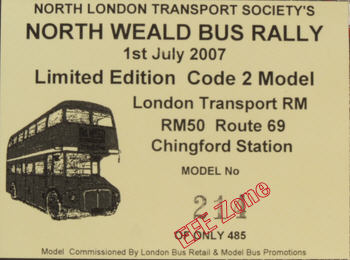 NORTH LONDON TRANSPORT SOCIETY'S
NORTH WEALD BUS RALLY
1st July 2007
Limited Edition Code 2 Model
London Transport RM
RM50 Route 69
Chingford Station
MODEL No
214
EFE Zone
OF ONLY 485
Model Commissioned By London Bus Retail & Model Bus Promotions